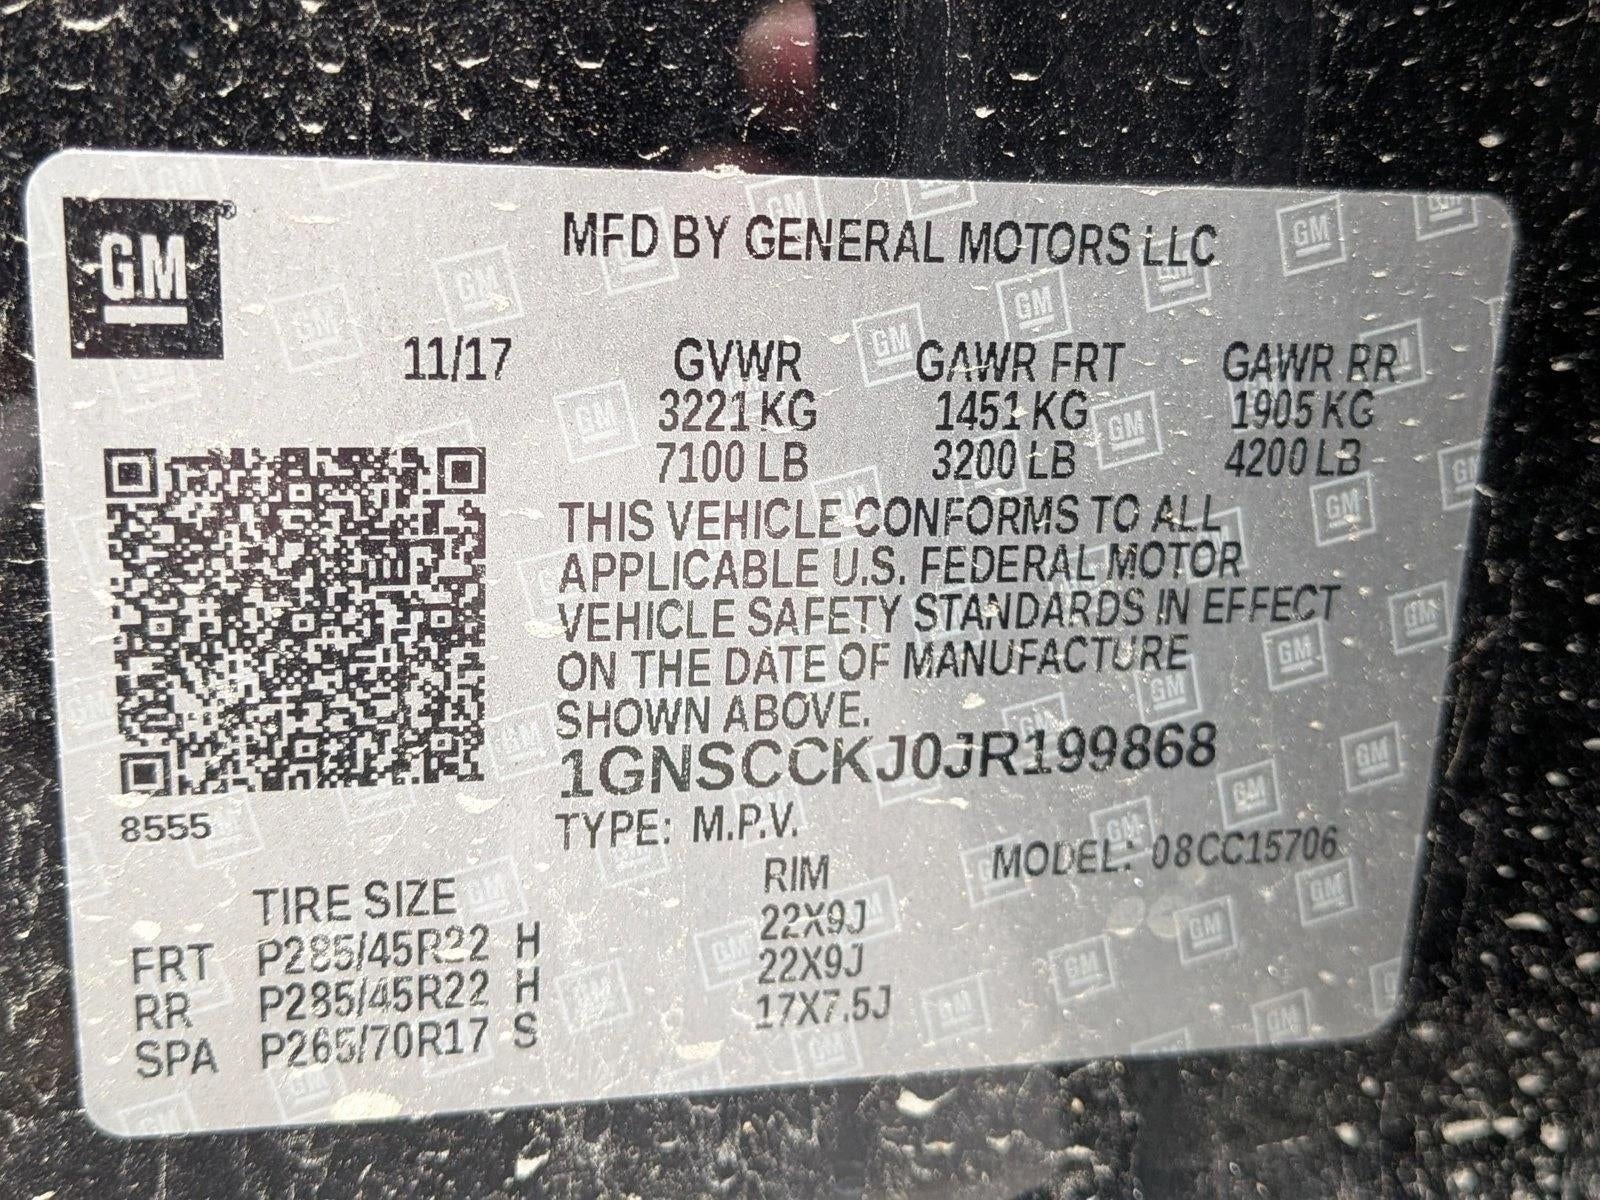 GM
MFD BY GENERAL MOTORS LLC
11/17 GVWR GAWR FRT GAWR RR
3221 KG 1451 KG 1905 KG
7100 LB 3200 LB 4200 LB
THIS VEHICLE CONFORMS TO ALL
APPLICABLE U.S. FEDERAL MOTOR
VEHICLE SAFETY STANDARDS IN EFFECT
ON THE DATE OF MANUFACTURE
SHOWN ABOVE.
1GNSCCKJ0JR199868
8555
TYPE: M.P.V. MODEL: 08CC15706
TIRE SIZE RIM
FRT P285/45R22 H 22X9J
RR P285/45R22 H 22X9J
SPA P265/70R17 S 17X7.5J